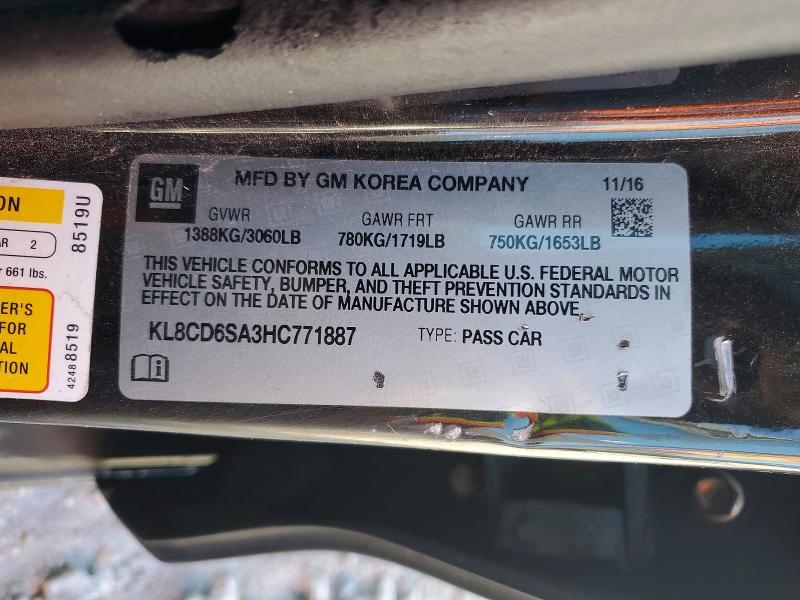 GM
MFD BY GM KOREA COMPANY 11/16
GVWR GAWR FRT GAWR RR
1388KG/3060LB 780KG/1719LB 750KG/1653LB
THIS VEHICLE CONFORMS TO ALL APPLICABLE U.S. FEDERAL MOTOR
VEHICLE SAFETY, BUMPER, AND THEFT PREVENTION STANDARDS IN
EFFECT ON THE DATE OF MANUFACTURE SHOWN ABOVE.
KL8CD6SA3HC771887 TYPE: PASS CAR
ON
AR 2
r 661 lbs.
ER'S
FOR
AL
TION
8519U
42488519